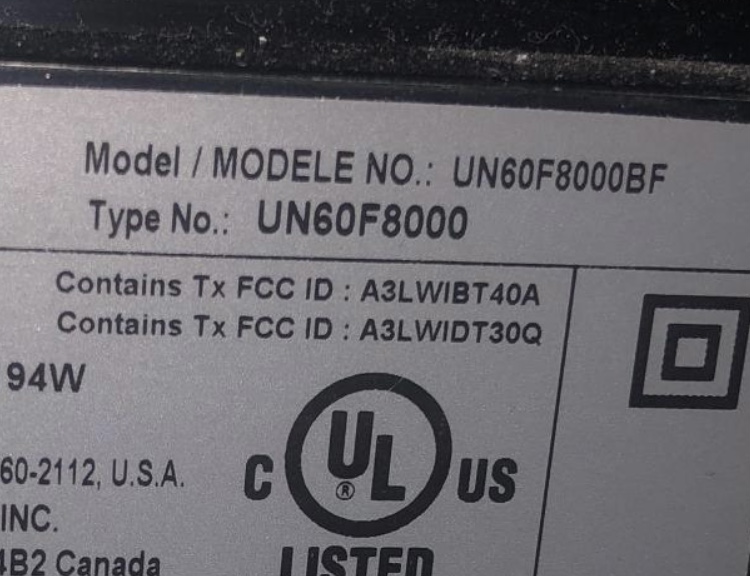 Model / MODELE NO.: UN60F8000BF
Type No.: UN60F8000
Contains Tx FCC ID : A3LWIBT40A
Contains Tx FCC ID : A3LWIDT30Q
94W
60-2112, U.S.A.
INC.
4B2 Canada
C UL ® US
LISTED